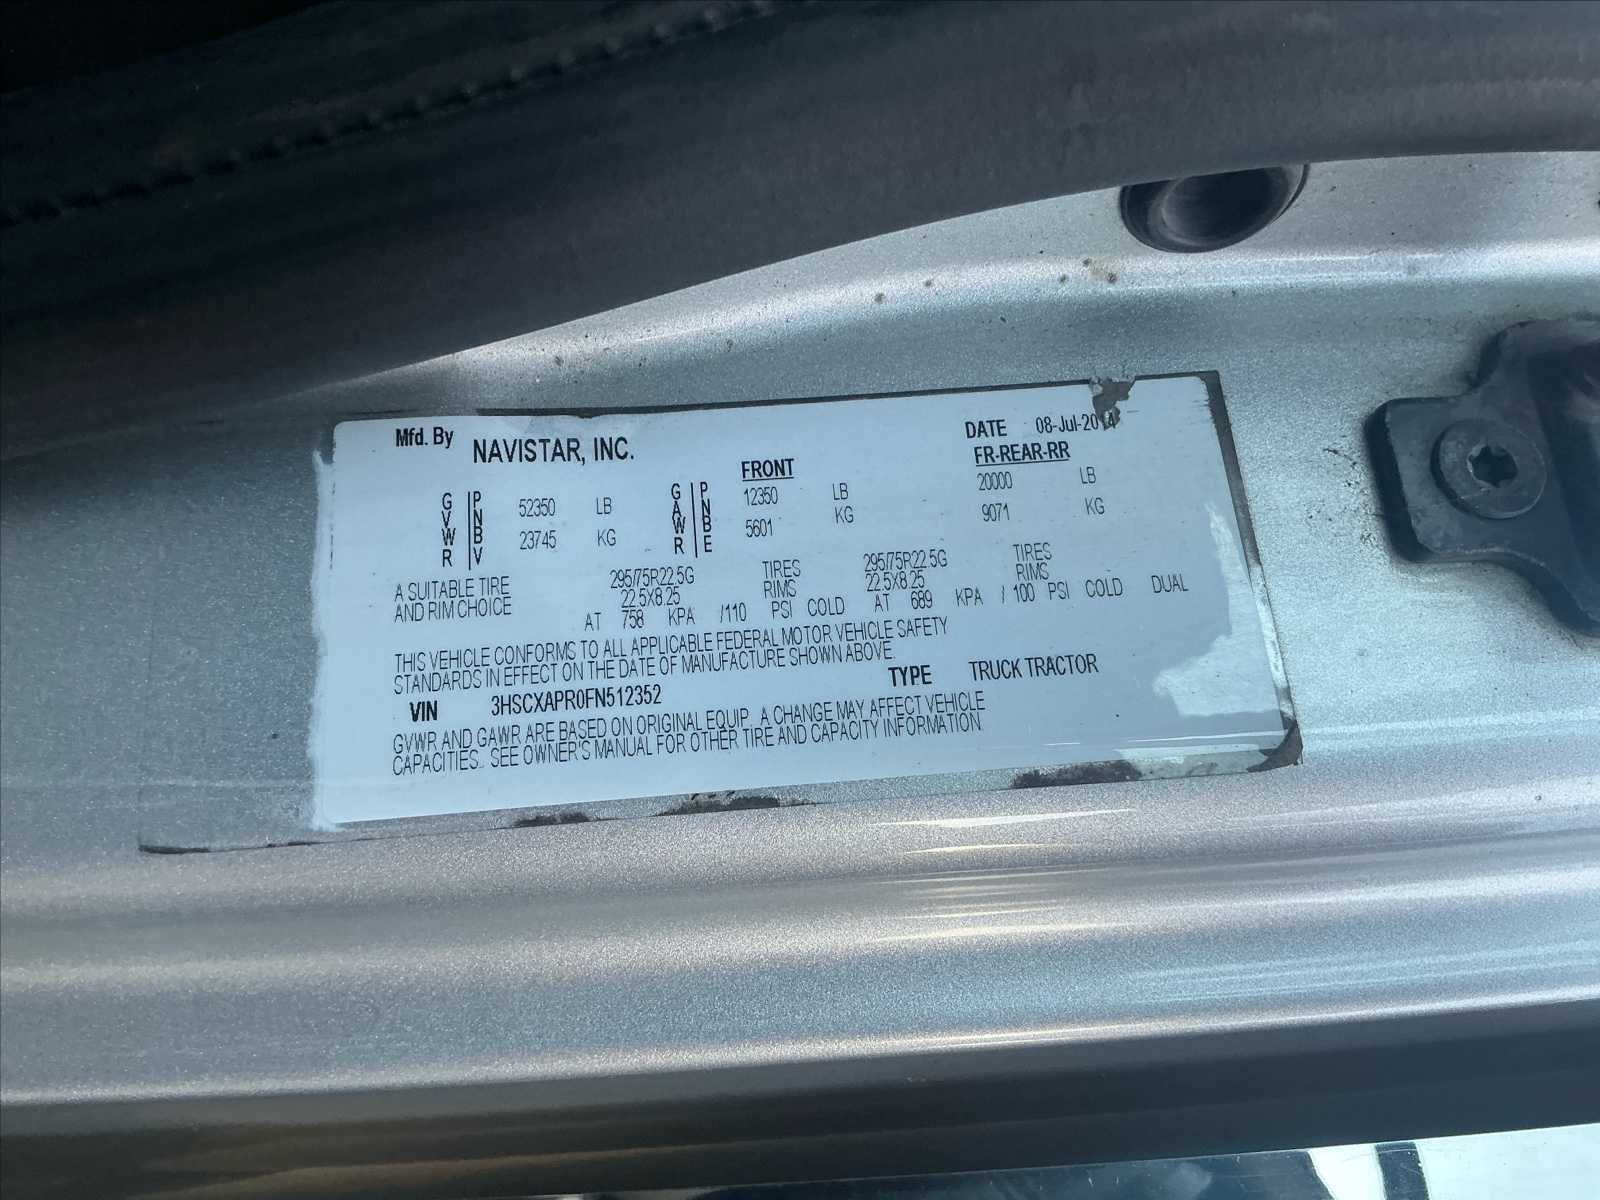 Mfd. By NAVISTAR, INC. DATE 08-Jul-2014
FRONT FR-REAR-RR
GVWR PNBV 52350 LB GAWR PNBE 12350 LB 20000 LB
23745 KG 5601 KG 9071 KG
A SUITABLE TIRE 295/75R22.5G TIRES 295/75R22.5G TIRES
AND RIM CHOICE 22.5X8.25 RIMS 22.5X8.25 RIMS
AT 758 KPA /110 PSI COLD AT 689 KPA / 100 PSI COLD DUAL
THIS VEHICLE CONFORMS TO ALL APPLICABLE FEDERAL MOTOR VEHICLE SAFETY
STANDARDS IN EFFECT ON THE DATE OF MANUFACTURE SHOWN ABOVE.
VIN 3HSCXAPR0FN512352 TYPE TRUCK TRACTOR
GVWR AND GAWR ARE BASED ON ORIGINAL EQUIP. A CHANGE MAY AFFECT VEHICLE
CAPACITIES. SEE OWNER'S MANUAL FOR OTHER TIRE AND CAPACITY INFORMATION